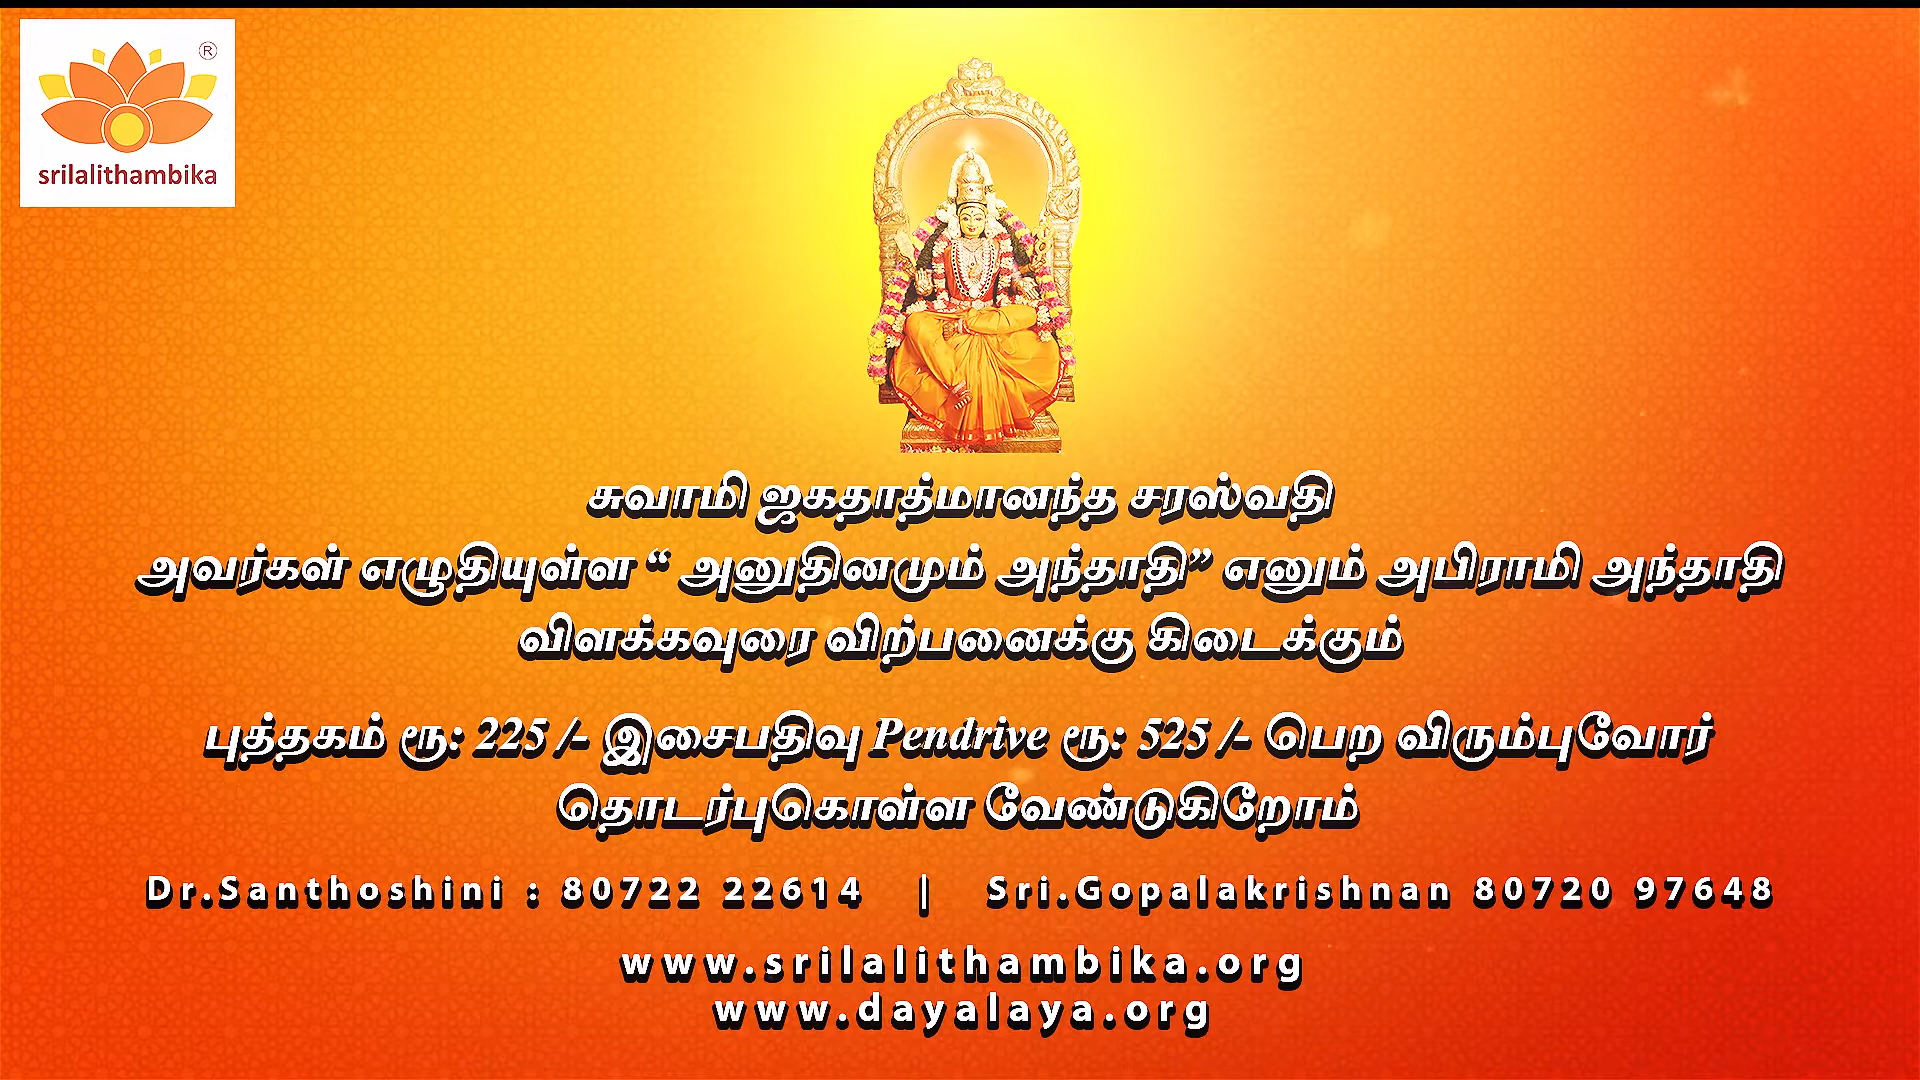 ®
srilalithambika
சுவாமி ஜகதாத்மானந்த சரஸ்வதி
அவர்கள் எழுதியுள்ள “ அனுதினமும் அந்தாதி” எனும் அபிராமி அந்தாதி
விளக்கவுரை விற்பனைக்கு கிடைக்கும்
புத்தகம் ரூ: 225 /- இசைபதிவு Pendrive ரூ: 525 /- பெற விரும்புவோர்
தொடர்புகொள்ள வேண்டுகிறோம்
Dr.Santhoshini : 80722 22614 | Sri.Gopalakrishnan 80720 97648
www.srilalithambika.org
www.dayalaya.org